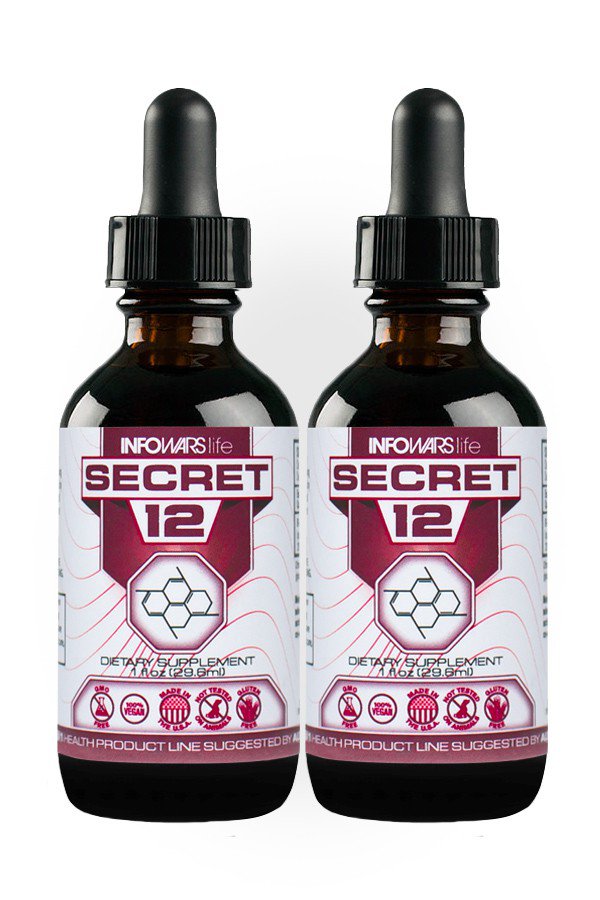 INFOWARS life
SECRET
12
DIETARY SUPPLEMENT
1 fl oz (29.6ml)
GMO
FREE
100%
VEGAN
MADE IN
THE U.S.A.
NOT TESTED
ON ANIMALS
GLUTEN
FREE
HEALTH PRODUCT LINE SUGGESTED BY
INFOWARS life
SECRET
12
DIETARY SUPPLEMENT
1 fl oz (29.6ml)
GMO
FREE
100%
VEGAN
MADE IN
THE U.S.A.
NOT TESTED
ON ANIMALS
GLUTEN
FREE
HEALTH PRODUCT LINE SUGGESTED BY